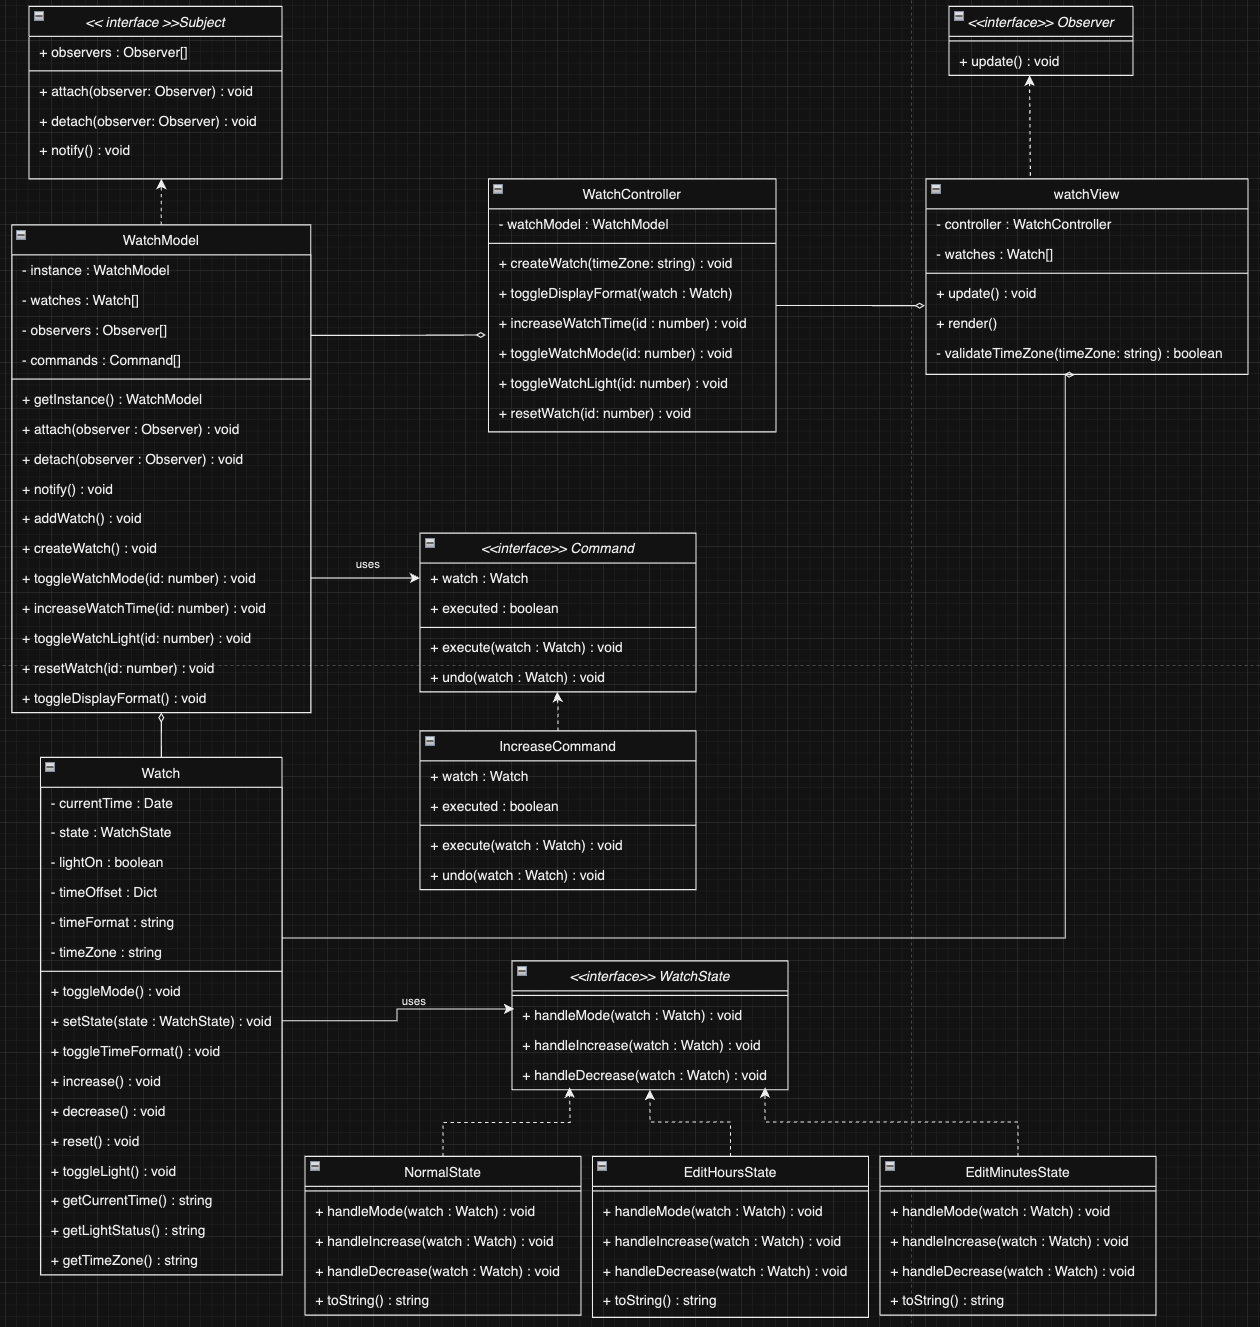 << interface >>Subject
+ observers : Observer[]
+ attach(observer: Observer) : void
+ detach(observer: Observer) : void
+ notify() : void
<<interface>> Observer
+ update() : void
WatchModel
- instance : WatchModel
- watches : Watch[]
- observers : Observer[]
- commands : Command[]
+ getInstance() : WatchModel
+ attach(observer : Observer) : void
+ detach(observer : Observer) : void
+ notify() : void
+ addWatch() : void
+ createWatch() : void
+ toggleWatchMode(id: number) : void
+ increaseWatchTime(id: number) : void
+ toggleWatchLight(id: number) : void
+ resetWatch(id: number) : void
+ toggleDisplayFormat() : void
WatchController
- watchModel : WatchModel
+ createWatch(timeZone: string) : void
+ toggleDisplayFormat(watch : Watch)
+ increaseWatchTime(id : number) : void
+ toggleWatchMode(id: number) : void
+ toggleWatchLight(id: number) : void
+ resetWatch(id: number) : void
watchView
- controller : WatchController
- watches : Watch[]
+ update() : void
+ render()
- validateTimeZone(timeZone: string) : boolean
uses
<<interface>> Command
+ watch : Watch
+ executed : boolean
+ execute(watch : Watch) : void
+ undo(watch : Watch) : void
IncreaseCommand
+ watch : Watch
+ executed : boolean
+ execute(watch : Watch) : void
+ undo(watch : Watch) : void
Watch
- currentTime : Date
- state : WatchState
- lightOn : boolean
- timeOffset : Dict
- timeFormat : string
- timeZone : string
+ toggleMode() : void
+ setState(state : WatchState) : void
+ toggleTimeFormat() : void
+ increase() : void
+ decrease() : void
+ reset() : void
+ toggleLight() : void
+ getCurrentTime() : string
+ getLightStatus() : string
+ getTimeZone() : string
uses
<<interface>> WatchState
+ handleMode(watch : Watch) : void
+ handleIncrease(watch : Watch) : void
+ handleDecrease(watch : Watch) : void
NormalState
+ handleMode(watch : Watch) : void
+ handleIncrease(watch : Watch) : void
+ handleDecrease(watch : Watch) : void
+ toString() : string
EditHoursState
+ handleMode(watch : Watch) : void
+ handleIncrease(watch : Watch) : void
+ handleDecrease(watch : Watch) : void
+ toString() : string
EditMinutesState
+ handleMode(watch : Watch) : void
+ handleIncrease(watch : Watch) : void
+ handleDecrease(watch : Watch) : void
+ toString() : string